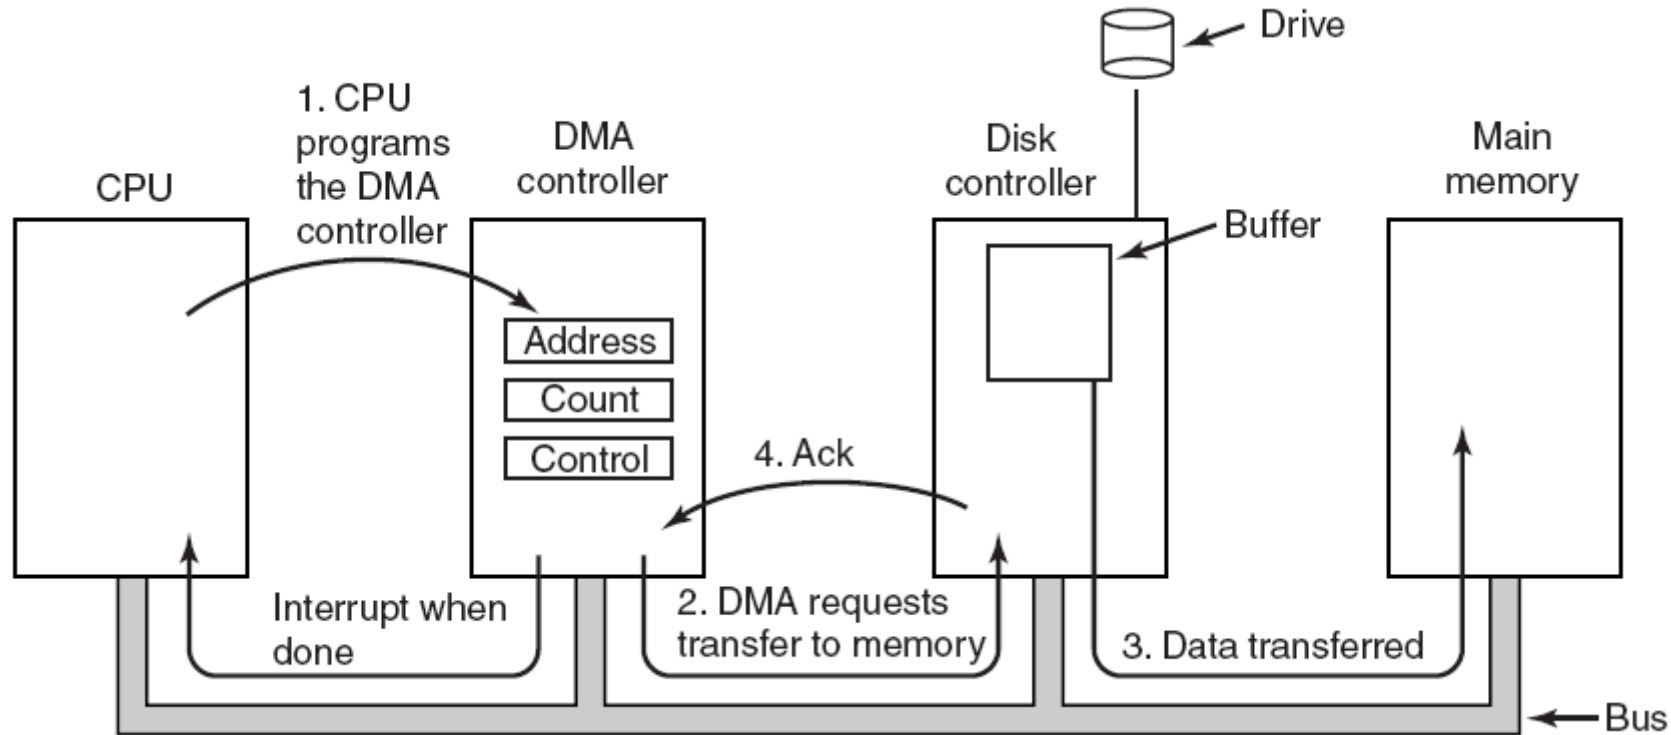 Drive
1. CPU
programs
the DMA
controller
DMA
controller
Disk
controller
Main
memory
CPU
Buffer
Address
Count
Control
4. Ack
Interrupt when
done
2. DMA requests
transfer to memory
3. Data transferred
Bus